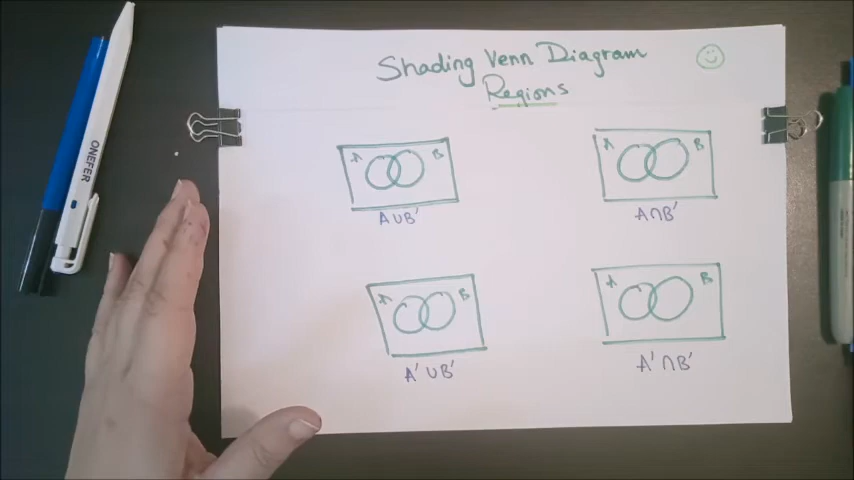 Shading Venn Diagram
Regions
A B
A∪B′
A B
A∩B′
A B
A′∪B′
A B
A′∩B′
ONEFER